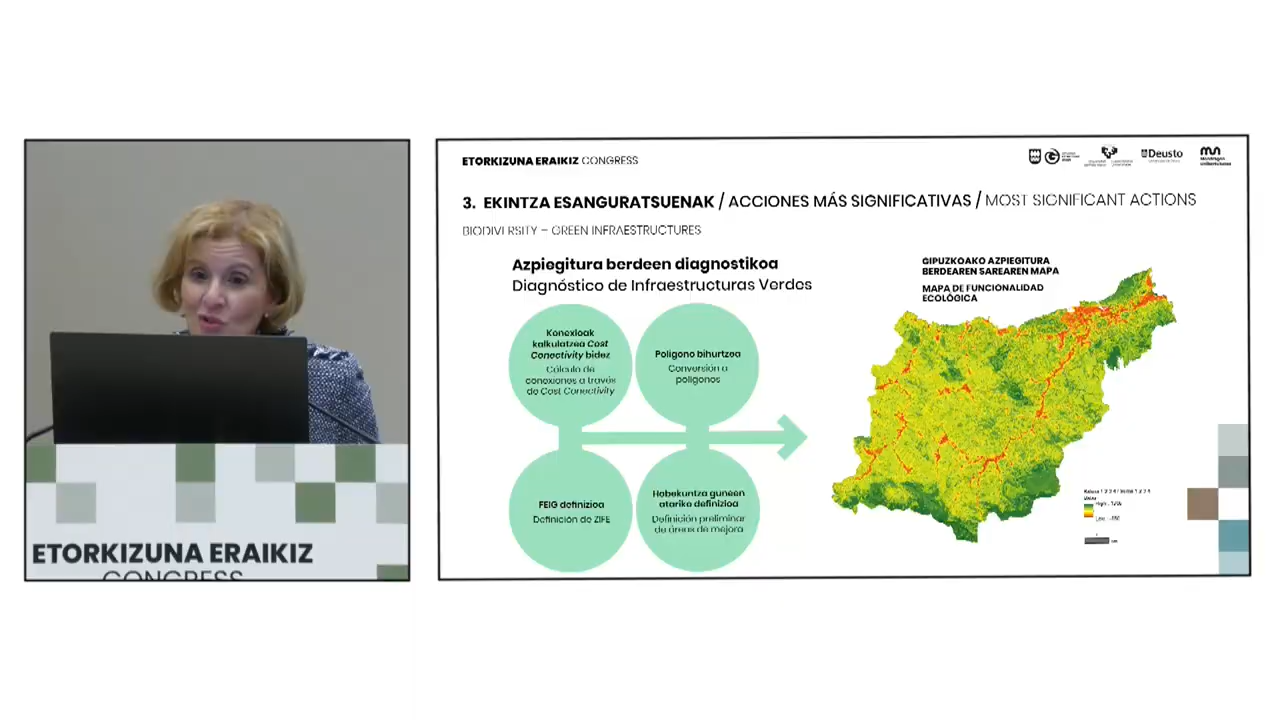 ETORKIZUNA ERAIKIZ
CONGRESS
ETORKIZUNA ERAIKIZ CONGRESS
Deusto
3. EKINTZA ESANGURATSUENAK / ACCIONES MÁS SIGNIFICATIVAS / MOST SIGNIFICANT ACTIONS
BIODIVERSITY – GREEN INFRAESTRUCTURES
Azpiegitura berdeen diagnostikoa
Diagnóstico de Infraestructuras Verdes
Konexioak
kalkulatzea Cost
Conectivity bidez
Cálculo de
conexiones a través
de Cost Conectivity
Poligono bihurtzea
Conversión a
polígonos
FEIG definizioa
Definición de ZIFE
Hobekuntza guneen
atariko definizioa
Definición preliminar
de áreas de mejora
GIPUZKOAKO AZPIEGITURA
BERDEAREN SAREAREN MAPA
MAPA DE FUNCIONALIDAD
ECOLÓGICA